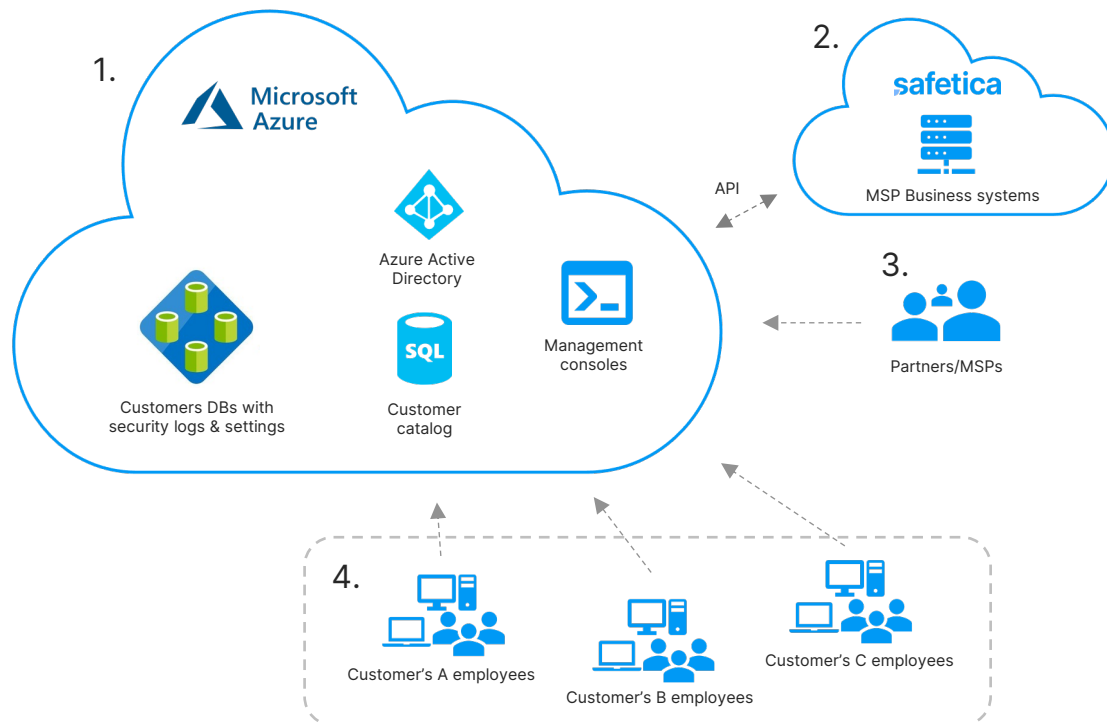 1.
Microsoft
Azure
Azure Active
Directory
SQL
Customer
catalog
Customers DBs with
security logs & settings
Management
consoles
API
2.
safetica
MSP Business systems
3.
Partners/MSPs
4.
Customer’s A employees
Customer’s B employees
Customer’s C employees